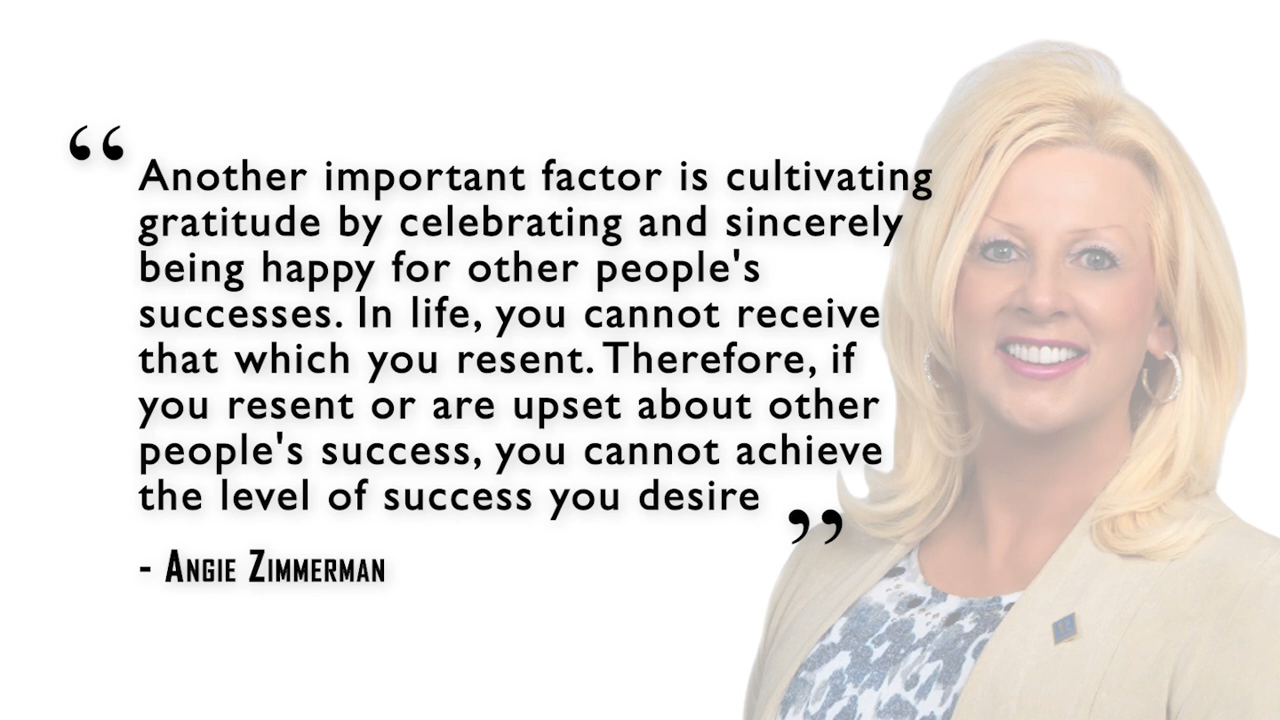 “
Another important factor is cultivating
gratitude by celebrating and sincerely
being happy for other people's
successes. In life, you cannot receive
that which you resent. Therefore, if
you resent or are upset about other
people's success, you cannot achieve
the level of success you desire ”
- Angie Zimmerman